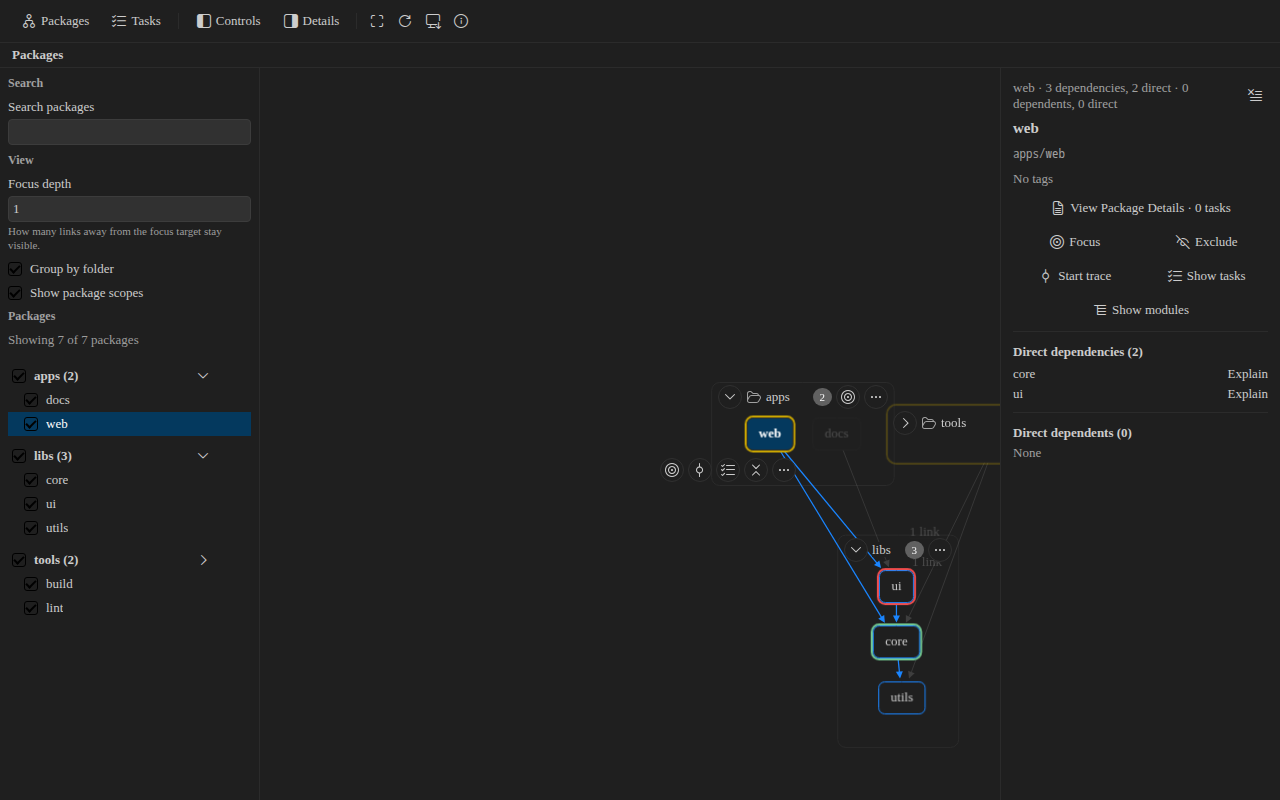 Packages
Tasks
Controls
Details
Packages
Search
Search packages
View
Focus depth
1
How many links away from the focus target stay
visible.
Group by folder
Show package scopes
Packages
Showing 7 of 7 packages
apps (2)
docs
web
libs (3)
core
ui
utils
tools (2)
build
lint
apps
2
web
docs
tools
1 link
libs
3
1 link
ui
core
utils
web · 3 dependencies, 2 direct · 0
dependents, 0 direct
web
apps/web
No tags
View Package Details · 0 tasks
Focus
Exclude
Start trace
Show tasks
Show modules
Direct dependencies (2)
core
Explain
ui
Explain
Direct dependents (0)
None